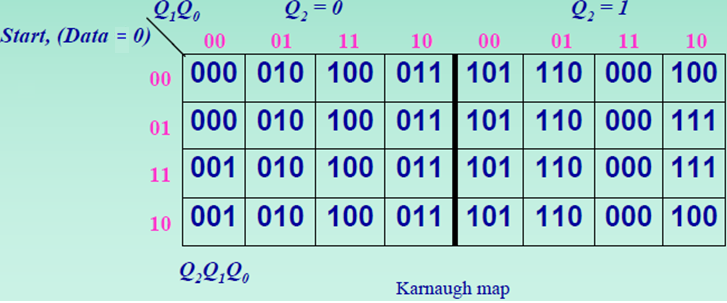 Q1Q0 Q2 = 0 Q2 = 1
Start, (Data = 0) 00 01 11 10 00 01 11 10
00 000 010 100 011 101 110 000 100
01 000 010 100 011 101 110 000 111
11 001 010 100 011 101 110 000 111
10 001 010 100 011 101 110 000 100
Q2Q1Q0
Karnaugh map